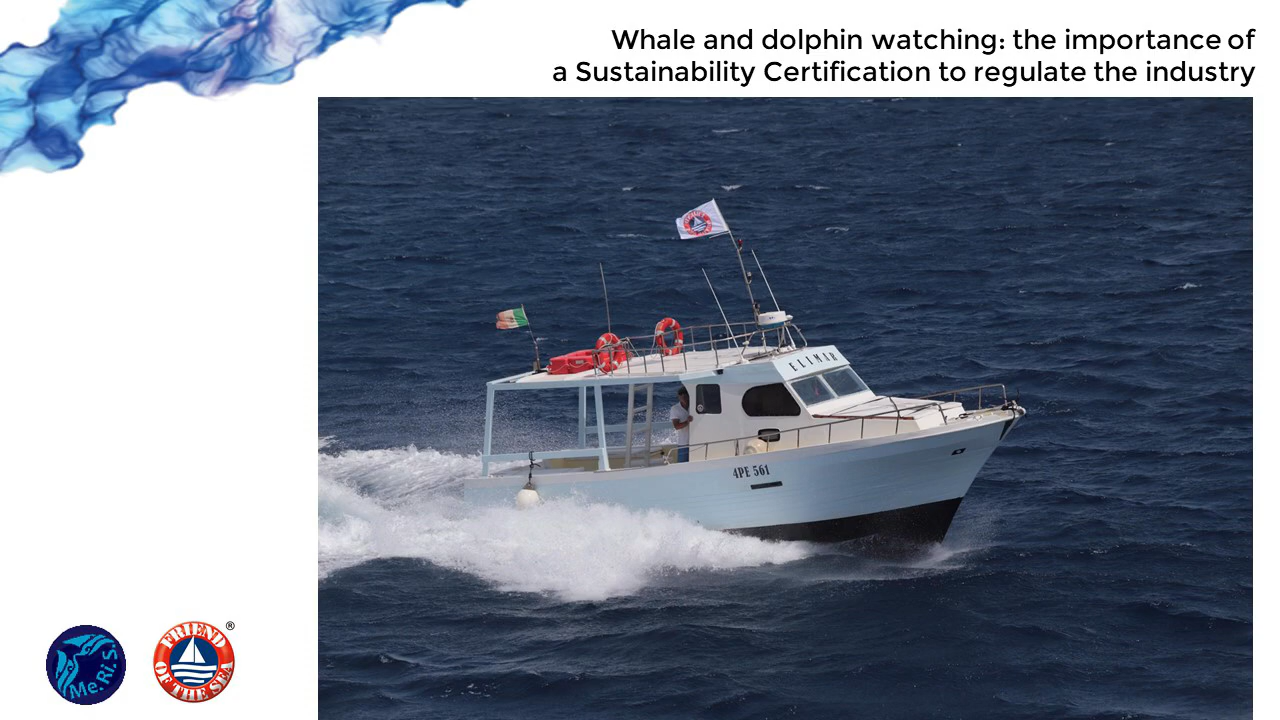 Whale and dolphin watching: the importance of
a Sustainability Certification to regulate the industry
ELIMAR
4PE 561
Me.Ri.S.
FRIEND
OF THE SEA
®